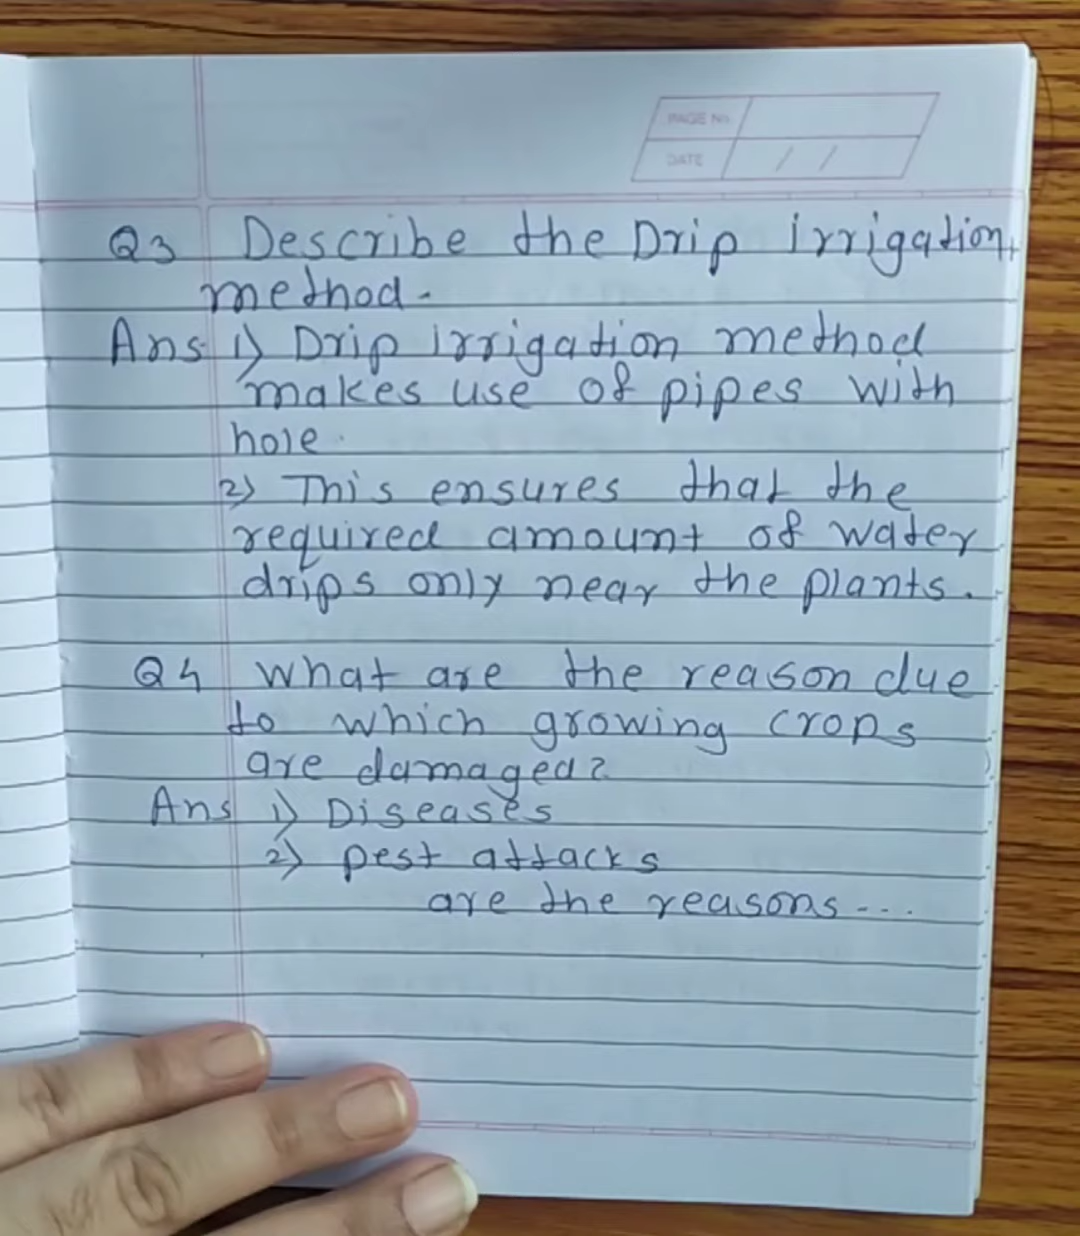 PAGE No.
DATE / /
Q3 Describe the Drip irrigation
method.
Ans 1) Drip irrigation method
makes use of pipes with
hole.
2) This ensures that the
required amount of water
drips only near the plants.
Q4 What are the reason due
to which growing crops
are damaged?
Ans 1) Diseases
2) pest attacks
are the reasons...